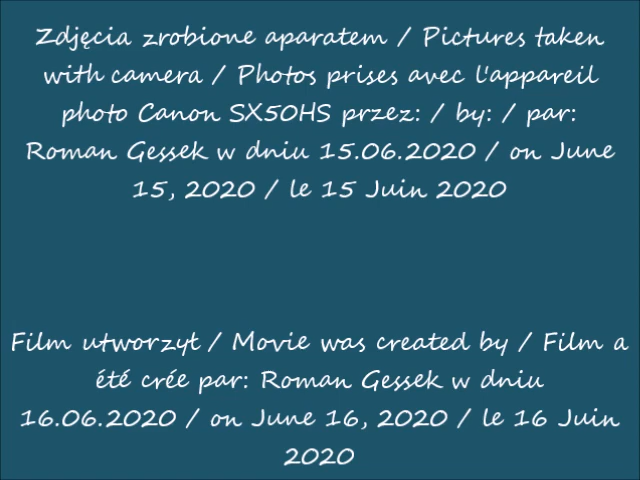 Zdjęcia zrobione aparatem / Pictures taken
with camera / Photos prises avec l'appareil
photo Canon SX50HS przez: / by: / par:
Roman Gessek w dniu 15.06.2020 / on June
15, 2020 / le 15 Juin 2020
Film utworzył / Movie was created by / Film a
été crée par: Roman Gessek w dniu
16.06.2020 / on June 16, 2020 / le 16 Juin
2020